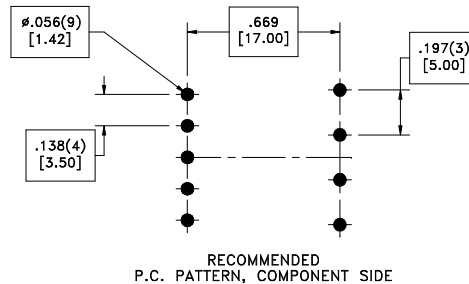 ø.056(9)
[1.42]
.669
[17.00]
.197(3)
[5.00]
.138(4)
[3.50]
RECOMMENDED
P.C. PATTERN, COMPONENT SIDE